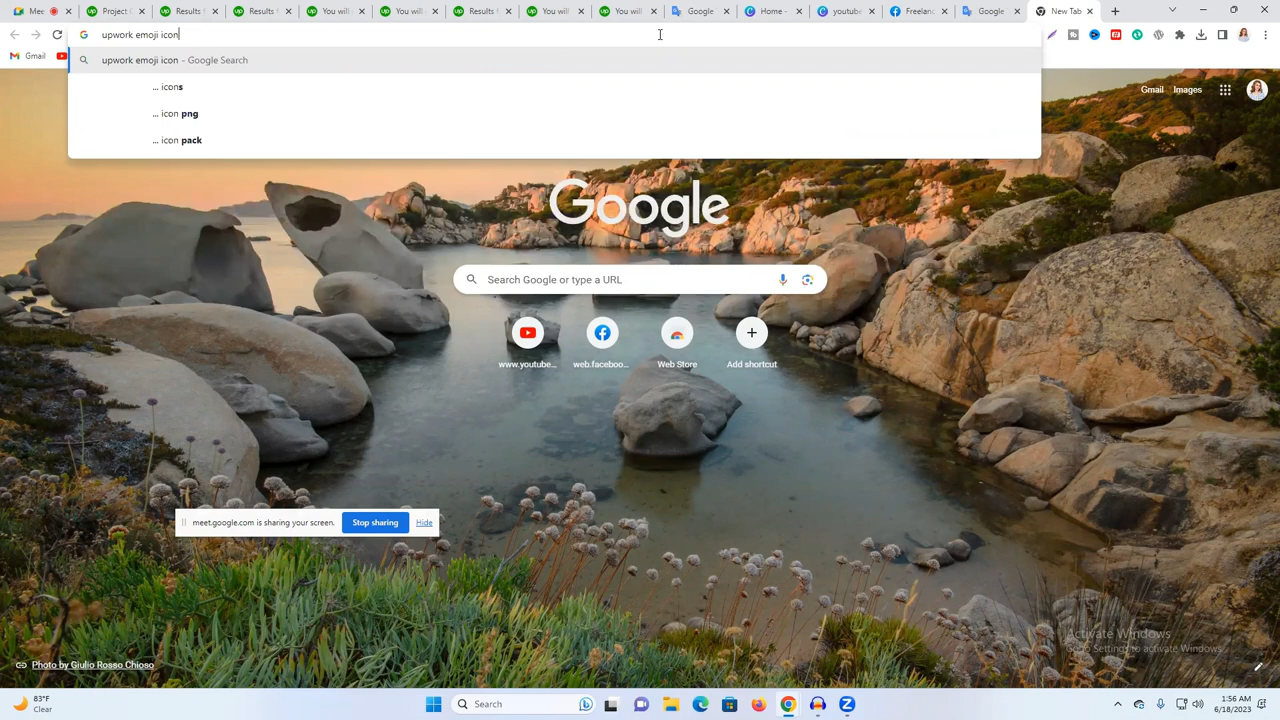 Mee
Project C
Results f
Results f
You will
You will
Results f
You will
You will
Google
Home -
youtube
Freelanc
Google
New Tab
upwork emoji icon
upwork emoji icon - Google Search
... icons
... icon png
... icon pack
Gmail
Gmail Images
Google
Search Google or type a URL
www.youtube...
web.faceboo...
Web Store
Add shortcut
meet.google.com is sharing your screen.
Stop sharing
Hide
Activate Windows
Go to Settings to activate Windows.
Photo by Giulio Rosso Chioso
83°F
Clear
Search
1:56 AM
6/18/2023